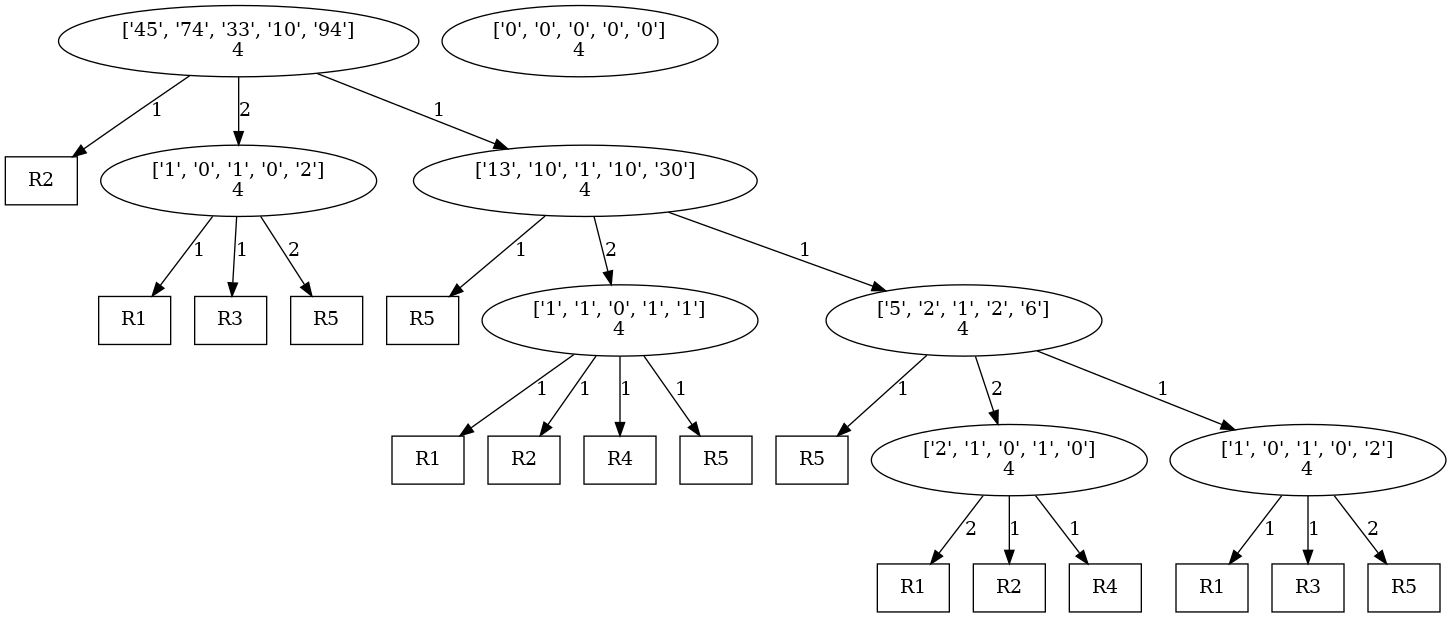 ['45', '74', '33', '10', '94']
4
['0', '0', '0', '0', '0']
4
1
2
1
R2
['1', '0', '1', '0', '2']
4
['13', '10', '1', '10', '30']
4
1
1
2
1
2
1
R1
R3
R5
R5
['1', '1', '0', '1', '1']
4
['5', '2', '1', '2', '6']
4
1
1
1
1
1
2
1
R1
R2
R4
R5
R5
['2', '1', '0', '1', '0']
4
['1', '0', '1', '0', '2']
4
2
1
1
1
1
2
R1
R2
R4
R1
R3
R5